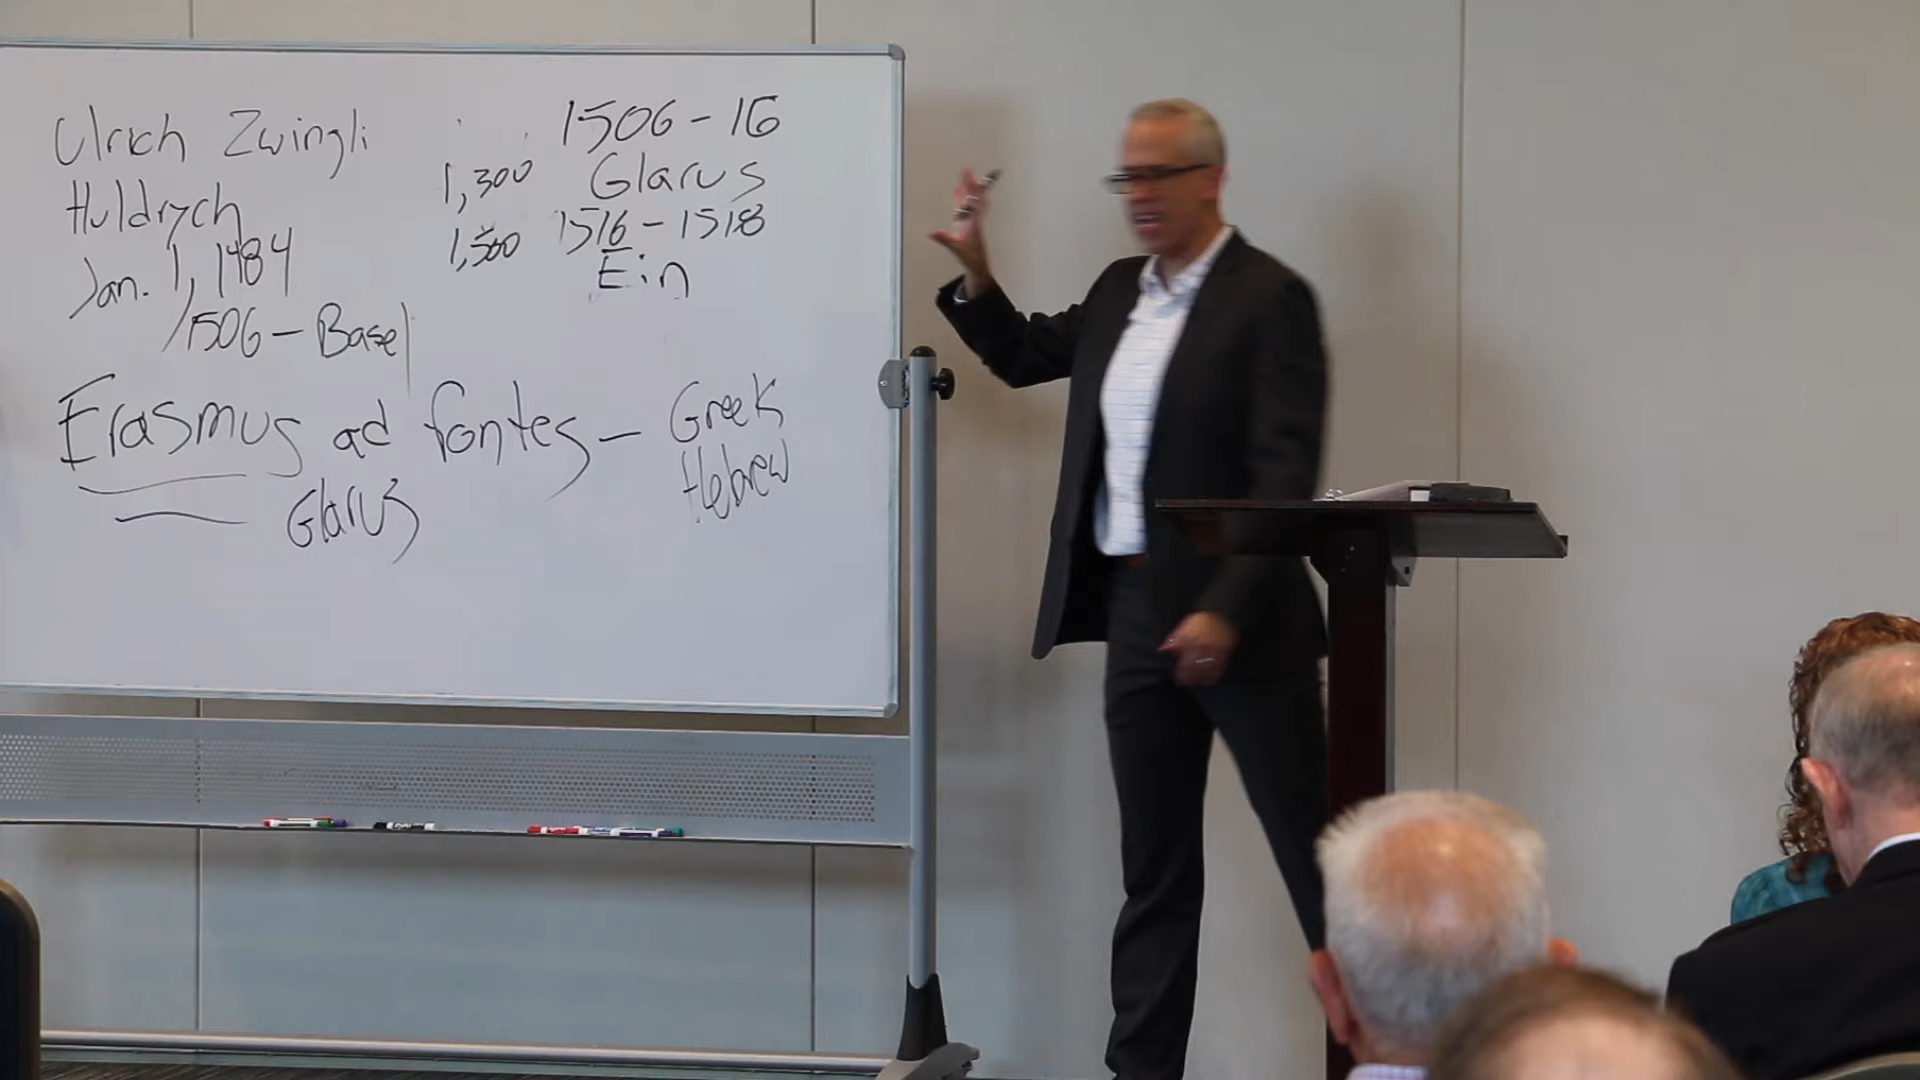 Ulrich Zwingli
Huldrych
Jan. 1, 1484
1506 - Basel
1506 - 16
1,300 Glarus
1,500 1516 - 1518
Ein
Erasmus ad fontes - Greek
Hebrew
Glarus